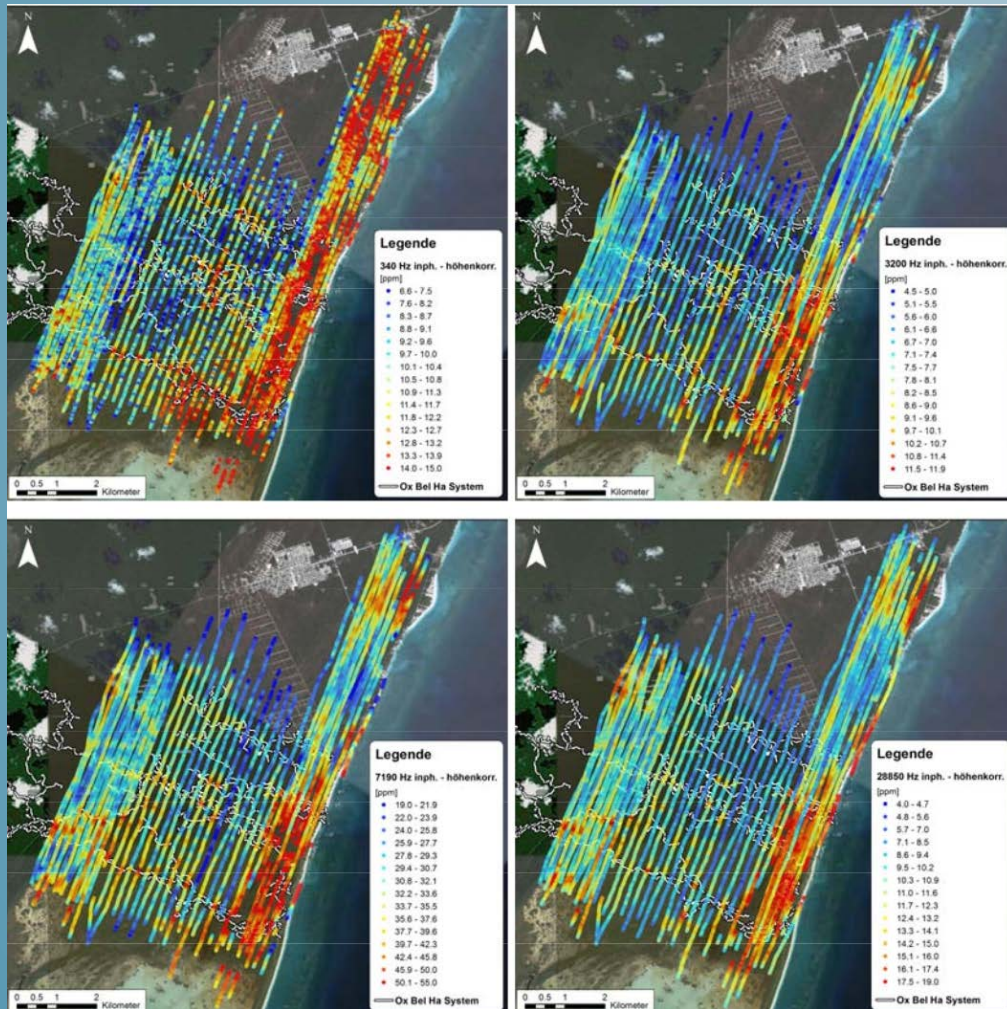 N
Legende
340 Hz inph. - höhenkorr.
[ppm]
6.6 - 7.5
7.6 - 8.2
8.3 - 8.7
8.8 - 9.1
9.2 - 9.6
9.7 - 10.0
10.1 - 10.4
10.5 - 10.8
10.9 - 11.3
11.4 - 11.7
11.8 - 12.2
12.3 - 12.7
12.8 - 13.2
13.3 - 13.9
14.0 - 15.0
Ox Bel Ha System
0 0.5 1 2
Kilometer
N
Legende
3200 Hz inph. - höhenkorr.
[ppm]
4.5 - 5.0
5.1 - 5.5
5.6 - 6.0
6.1 - 6.6
6.7 - 7.0
7.1 - 7.4
7.5 - 7.7
7.8 - 8.1
8.2 - 8.5
8.6 - 9.0
9.1 - 9.6
9.7 - 10.1
10.2 - 10.7
10.8 - 11.4
11.5 - 11.9
Ox Bel Ha System
0 0.5 1 2
Kilometer
N
Legende
7190 Hz inph. - höhenkorr.
[ppm]
19.0 - 21.9
22.0 - 23.9
24.0 - 25.8
25.9 - 27.7
27.8 - 29.3
29.4 - 30.7
30.8 - 32.1
32.2 - 33.6
33.7 - 35.5
35.6 - 37.6
37.7 - 39.6
39.7 - 42.3
42.4 - 45.8
45.9 - 50.0
50.1 - 55.0
Ox Bel Ha System
0 0.5 1 2
Kilometer
N
Legende
28850 Hz inph. - höhenkorr.
[ppm]
4.0 - 4.7
4.8 - 5.6
5.7 - 7.0
7.1 - 8.5
8.6 - 9.4
9.5 - 10.2
10.3 - 10.9
11.0 - 11.6
11.7 - 12.3
12.4 - 13.2
13.3 - 14.1
14.2 - 15.0
15.1 - 16.0
16.1 - 17.4
17.5 - 19.0
Ox Bel Ha System
0 0.5 1 2
Kilometer